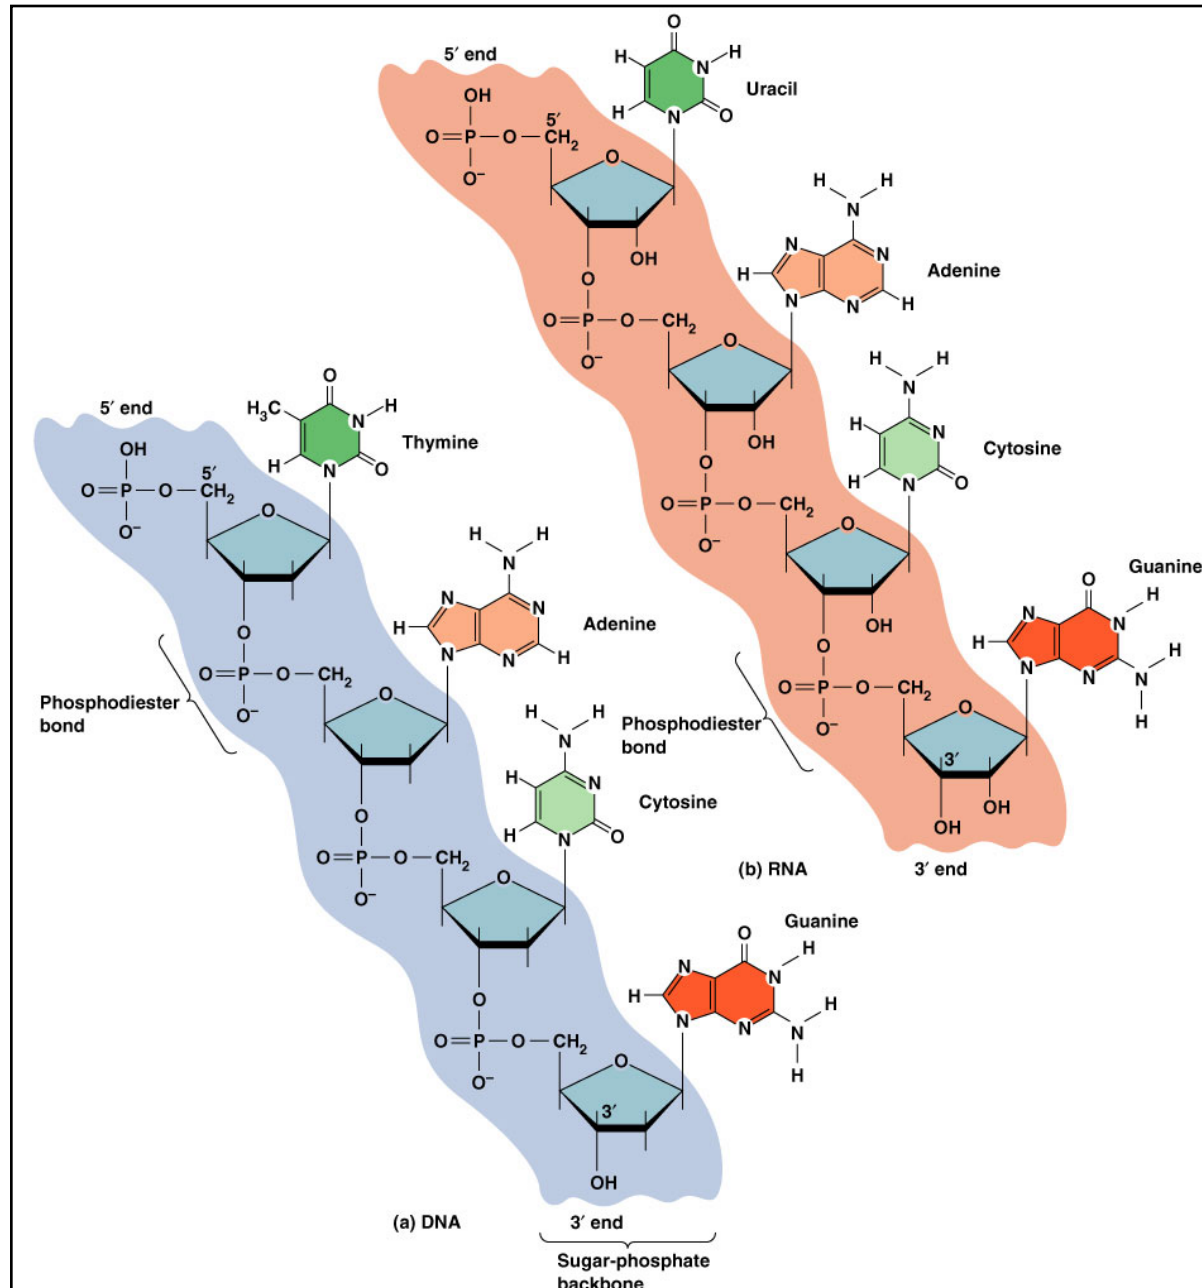 5′ end
O
H
H
N
H
O
N
Uracil
OH
O=P—O—CH2
5′
O–
O
OH
H
H
N
N
N
H
N
N
H
Adenine
O
O=P—O—CH2
O–
O
OH
H
H
N
H
N
H
N
O
Cytosine
O
O=P—O—CH2
O–
O
OH
Guanine
O
H
N
N
H
N
N
N
H
H
O
O=P—O—CH2
O–
O
3′
OH
OH
Phosphodiester
bond
(b) RNA
3′ end
5′ end
O
H3C
N
H
H
N
O
Thymine
OH
O=P—O—CH2
5′
O–
O
H
H
N
N
N
H
N
N
H
Adenine
O
O=P—O—CH2
O–
O
Phosphodiester
bond
H
H
N
H
N
H
N
O
Cytosine
O
O=P—O—CH2
O–
O
Guanine
O
H
N
N
H
N
N
N
H
H
O
O=P—O—CH2
O–
O
3′
OH
(a) DNA
3′ end
Sugar-phosphate
backbone